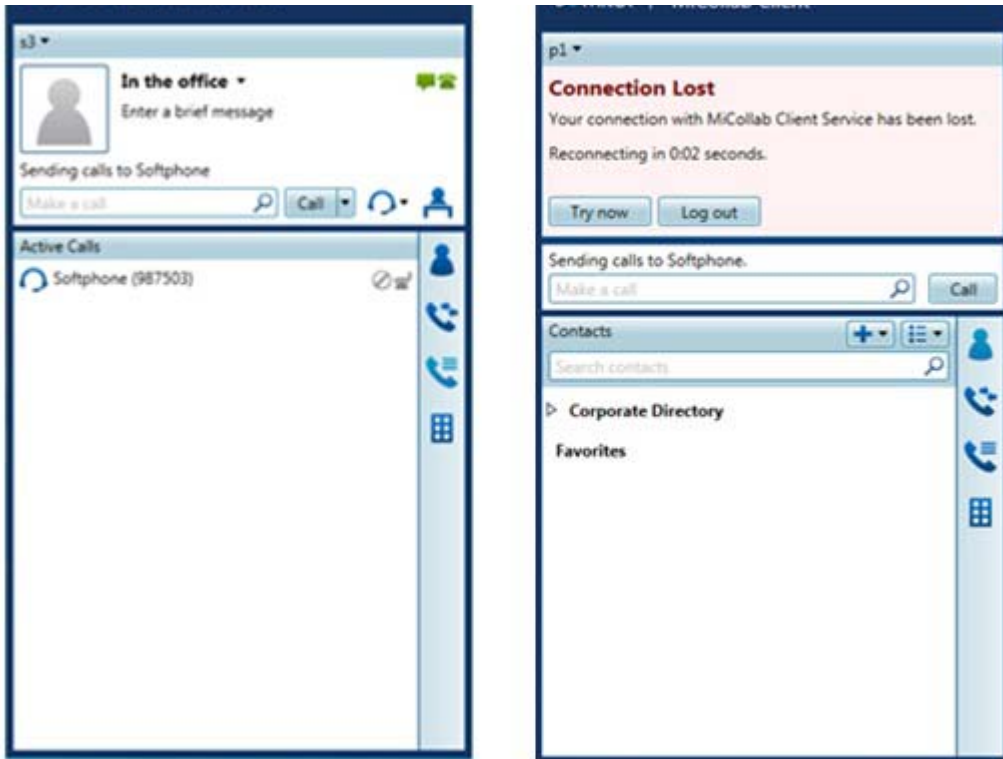 s3
In the office
Enter a brief message
Sending calls to Softphone
Make a call
Call
Active Calls
Softphone (987503)
MiCollab Client
p1
Connection Lost
Your connection with MiCollab Client Service has been lost.
Reconnecting in 0:02 seconds.
Try now
Log out
Sending calls to Softphone.
Make a call
Call
Contacts
Search contacts
Corporate Directory
Favorites